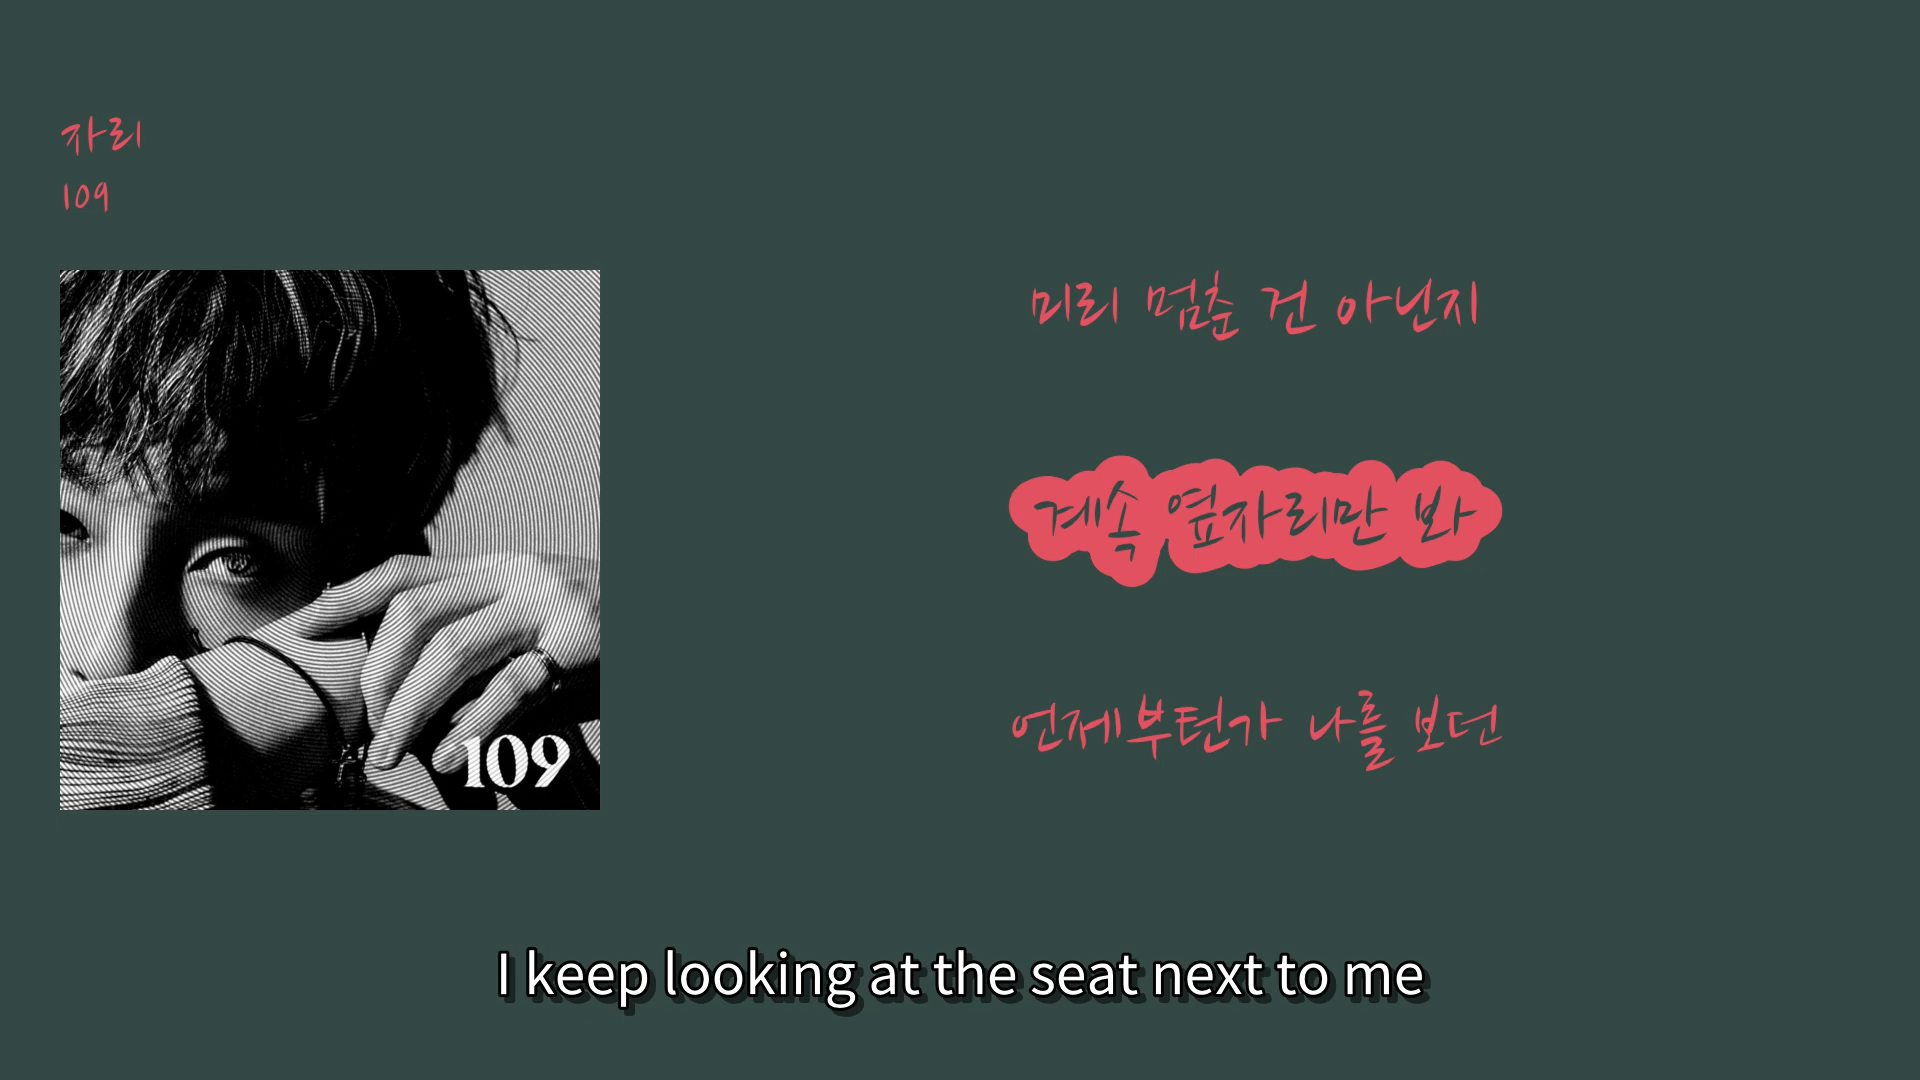 자리
109
109
미리 멈춘 건 아닌지
계속 옆자리만 봐
언제부턴가 나를 보던
I keep looking at the seat next to me